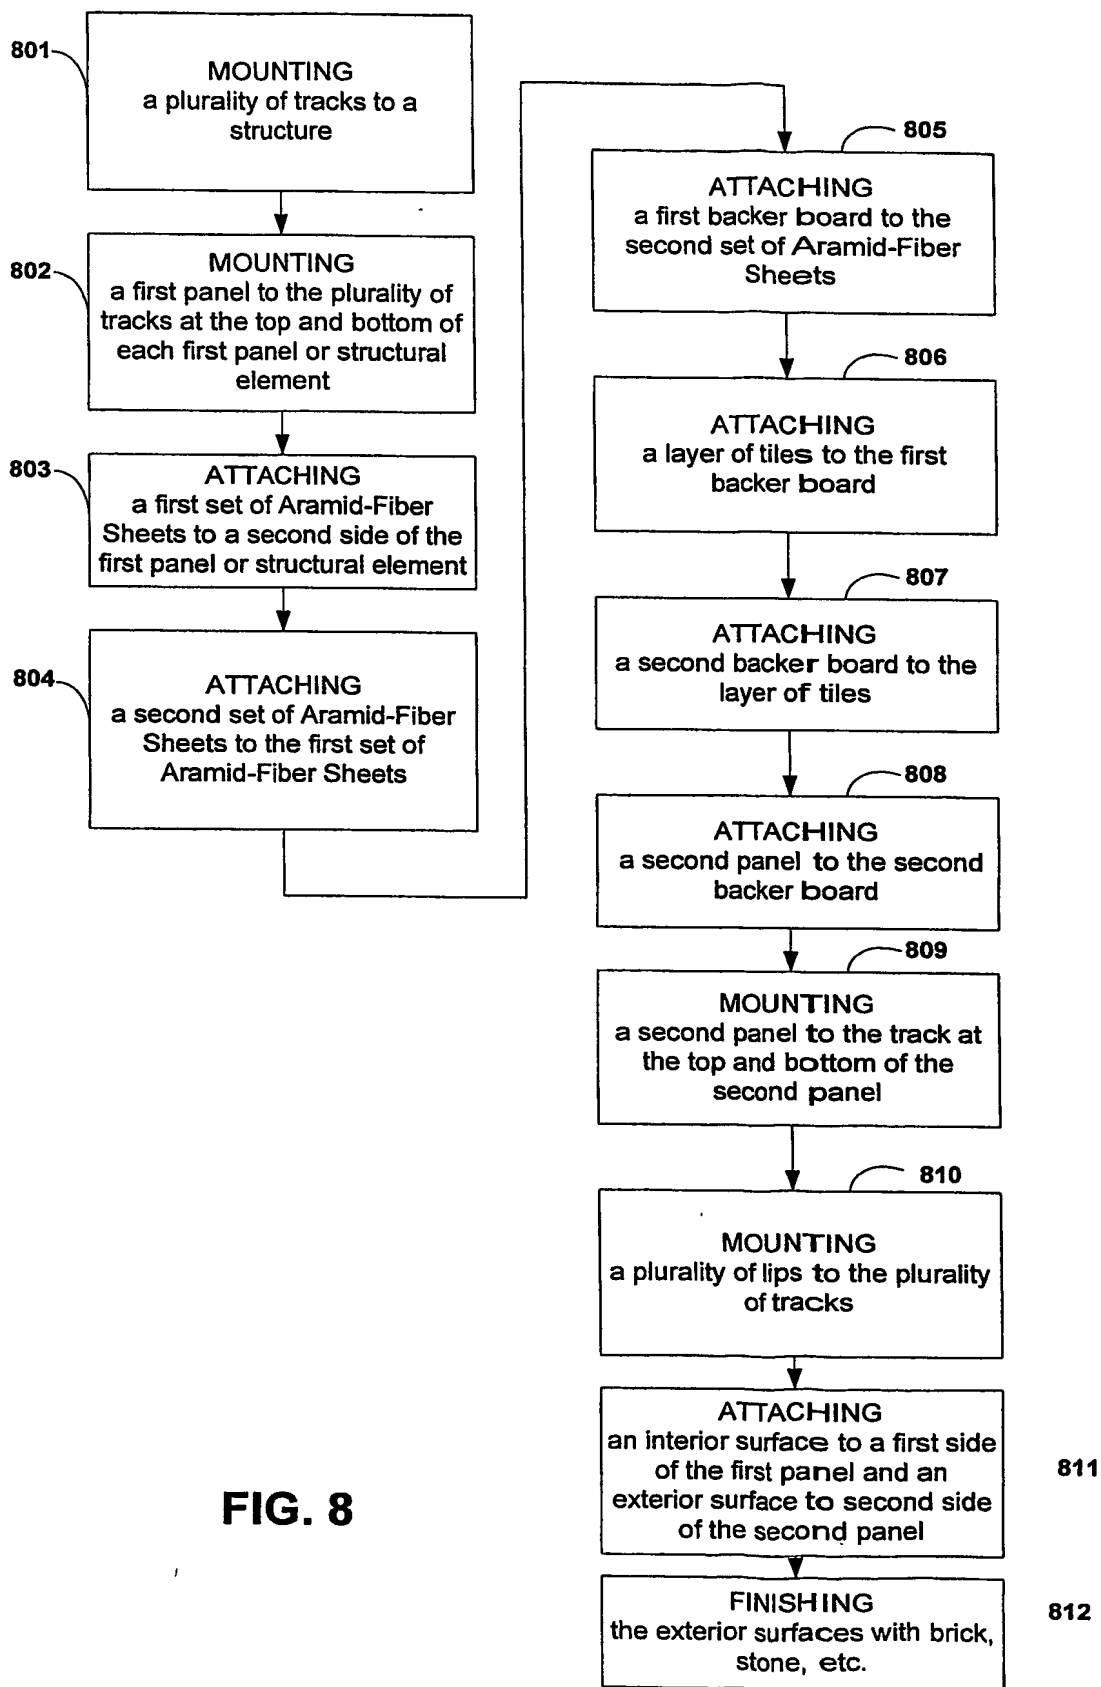 801
MOUNTING
a plurality of tracks to a
structure
802
MOUNTING
a first panel to the plurality of
tracks at the top and bottom of
each first panel or structural
element
803
ATTACHING
a first set of Aramid-Fiber
Sheets to a second side of the
first panel or structural element
804
ATTACHING
a second set of Aramid-Fiber
Sheets to the first set of
Aramid-Fiber Sheets
805
ATTACHING
a first backer board to the
second set of Aramid-Fiber
Sheets
806
ATTACHING
a layer of tiles to the first
backer board
807
ATTACHING
a second backer board to the
layer of tiles
808
ATTACHING
a second panel to the second
backer board
809
MOUNTING
a second panel to the track at
the top and bottom of the
second panel
810
MOUNTING
a plurality of lips to the plurality
of tracks
811
ATTACHING
an interior surface to a first side
of the first panel and an
exterior surface to second side
of the second panel
812
FINISHING
the exterior surfaces with brick,
stone, etc.
FIG. 8